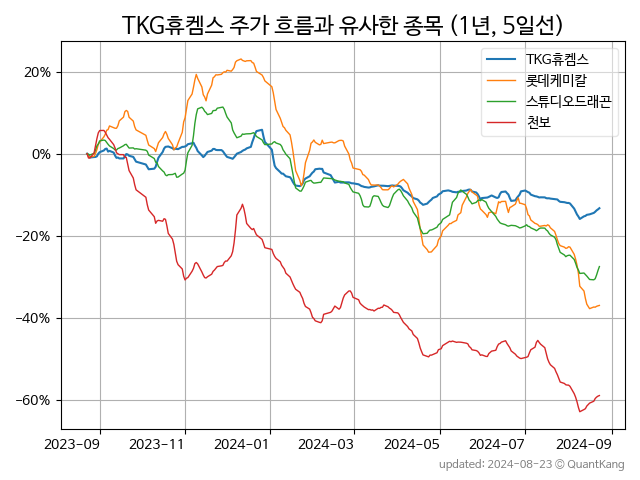 TKG휴켐스 주가 흐름과 유사한 종목 (1년, 5일선)
TKG휴켐스
롯데케미칼
스튜디오드래곤
천보
20%
0%
−20%
−40%
−60%
2023-09 2023-11 2024-01 2024-03 2024-05 2024-07 2024-09
updated: 2024-08-23 © QuantKang